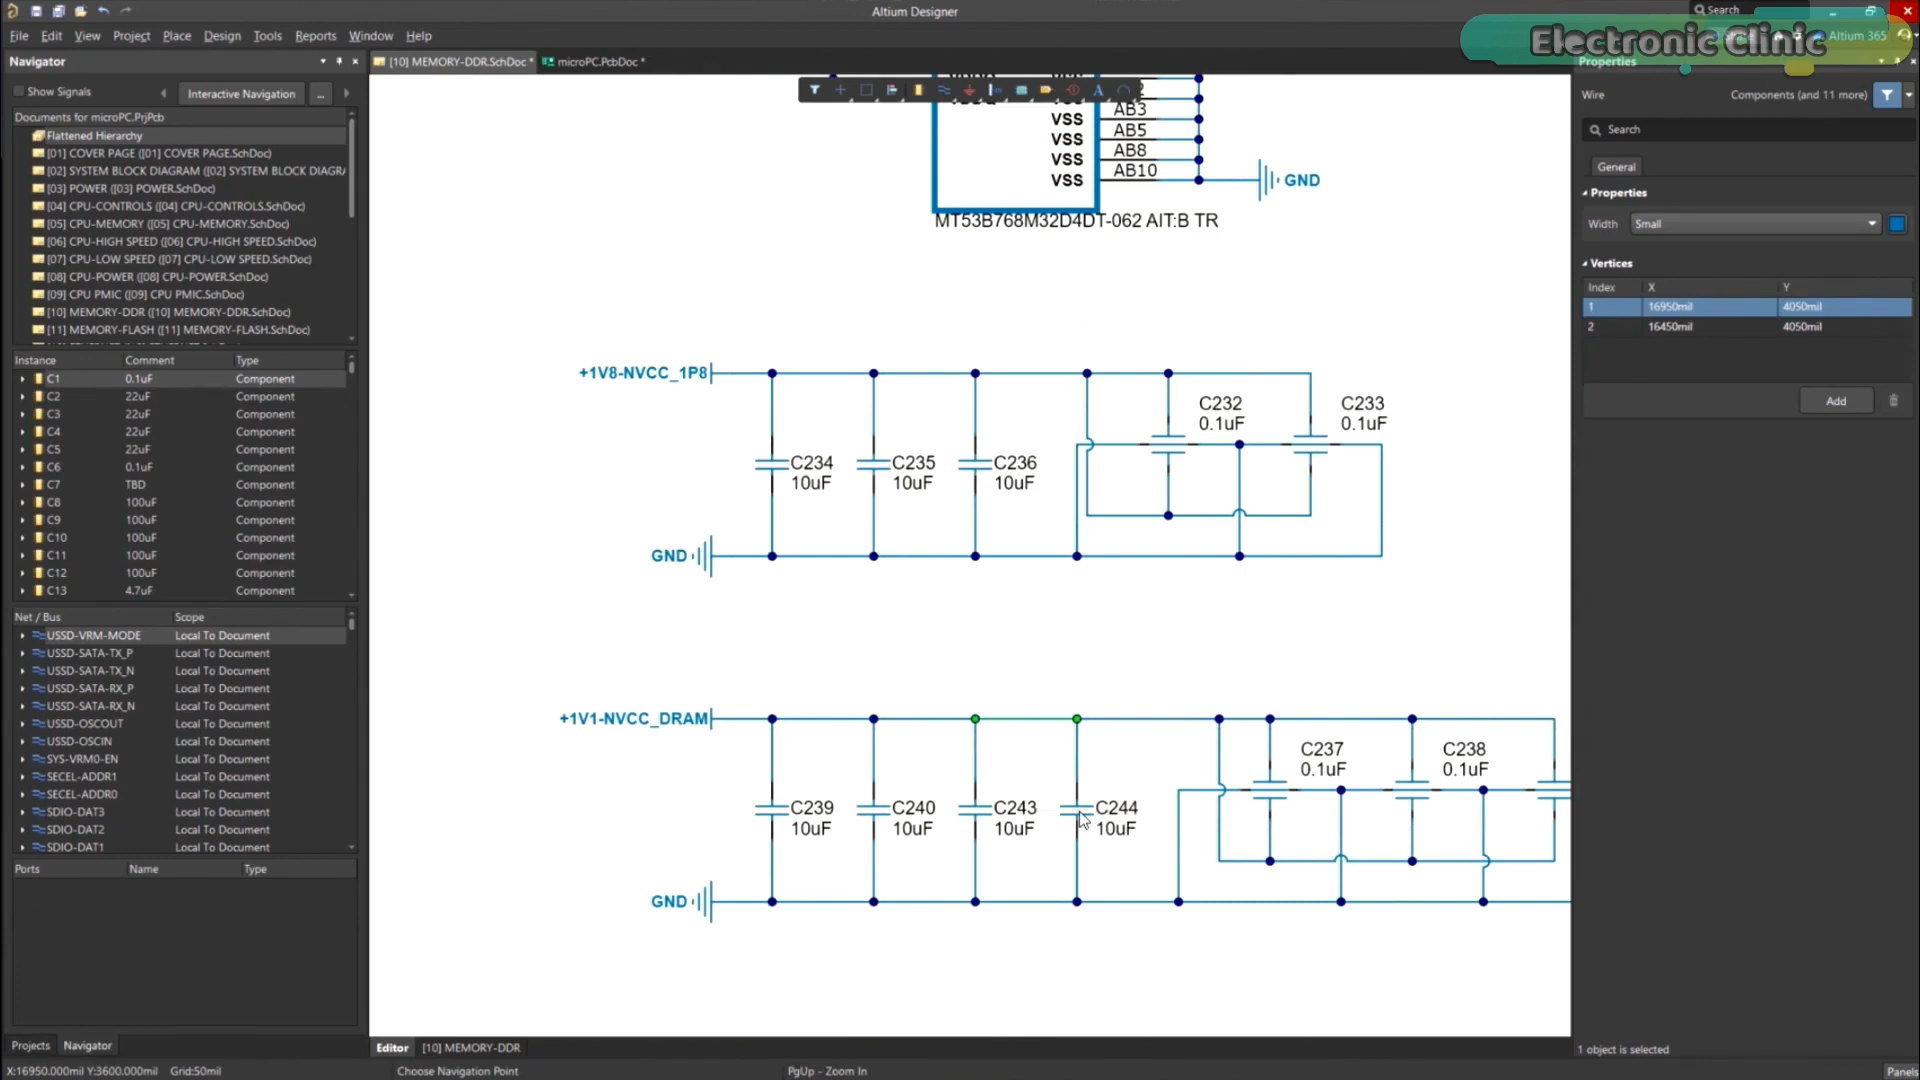 Altium Designer
Search
Electronic Clinic
Altium 365
File Edit View Project Place Design Tools Reports Window Help
Navigator
[10] MEMORY-DDR.SchDoc *
microPC.PcbDoc *
Properties
Show Signals
Interactive Navigation
...
Documents for microPC.PrjPcb
Flattened Hierarchy
[01] COVER PAGE ([01] COVER PAGE.SchDoc)
[02] SYSTEM BLOCK DIAGRAM ([02] SYSTEM BLOCK DIAGRA
[03] POWER ([03] POWER.SchDoc)
[04] CPU-CONTROLS ([04] CPU-CONTROLS.SchDoc)
[05] CPU-MEMORY ([05] CPU-MEMORY.SchDoc)
[06] CPU-HIGH SPEED ([06] CPU-HIGH SPEED.SchDoc)
[07] CPU-LOW SPEED ([07] CPU-LOW SPEED.SchDoc)
[08] CPU-POWER ([08] CPU-POWER.SchDoc)
[09] CPU PMIC ([09] CPU PMIC.SchDoc)
[10] MEMORY-DDR ([10] MEMORY-DDR.SchDoc)
[11] MEMORY-FLASH ([11] MEMORY-FLASH.SchDoc)
Instance Comment Type
C1 0.1uF Component
C2 22uF Component
C3 22uF Component
C4 22uF Component
C5 22uF Component
C6 0.1uF Component
C7 TBD Component
C8 100uF Component
C9 100uF Component
C10 100uF Component
C11 100uF Component
C12 100uF Component
C13 4.7uF Component
Net / Bus Scope
USSD-VRM-MODE Local To Document
USSD-SATA-TX_P Local To Document
USSD-SATA-TX_N Local To Document
USSD-SATA-RX_P Local To Document
USSD-SATA-RX_N Local To Document
USSD-OSCOUT Local To Document
USSD-OSCIN Local To Document
SYS-VRM0-EN Local To Document
SECEL-ADDR1 Local To Document
SECEL-ADDR0 Local To Document
SDIO-DAT3 Local To Document
SDIO-DAT2 Local To Document
SDIO-DAT1 Local To Document
Ports Name Type
Projects Navigator
VSS AB3
VSS AB5
VSS AB8
VSS AB10
GND
MT53B768M32D4DT-062 AIT:B TR
+1V8-NVCC_1P8
C232
0.1uF
C233
0.1uF
C234
10uF
C235
10uF
C236
10uF
GND
+1V1-NVCC_DRAM
C237
0.1uF
C238
0.1uF
C239
10uF
C240
10uF
C243
10uF
C244
10uF
GND
Editor [10] MEMORY-DDR
Wire Components (and 11 more)
Search
General
Properties
Width Small
Vertices
Index X Y
1 16950mil 4050mil
2 16450mil 4050mil
Add
1 object is selected
X:16950.000mil Y:3600.000mil Grid:50mil
Choose Navigation Point
PgUp - Zoom In
Panels